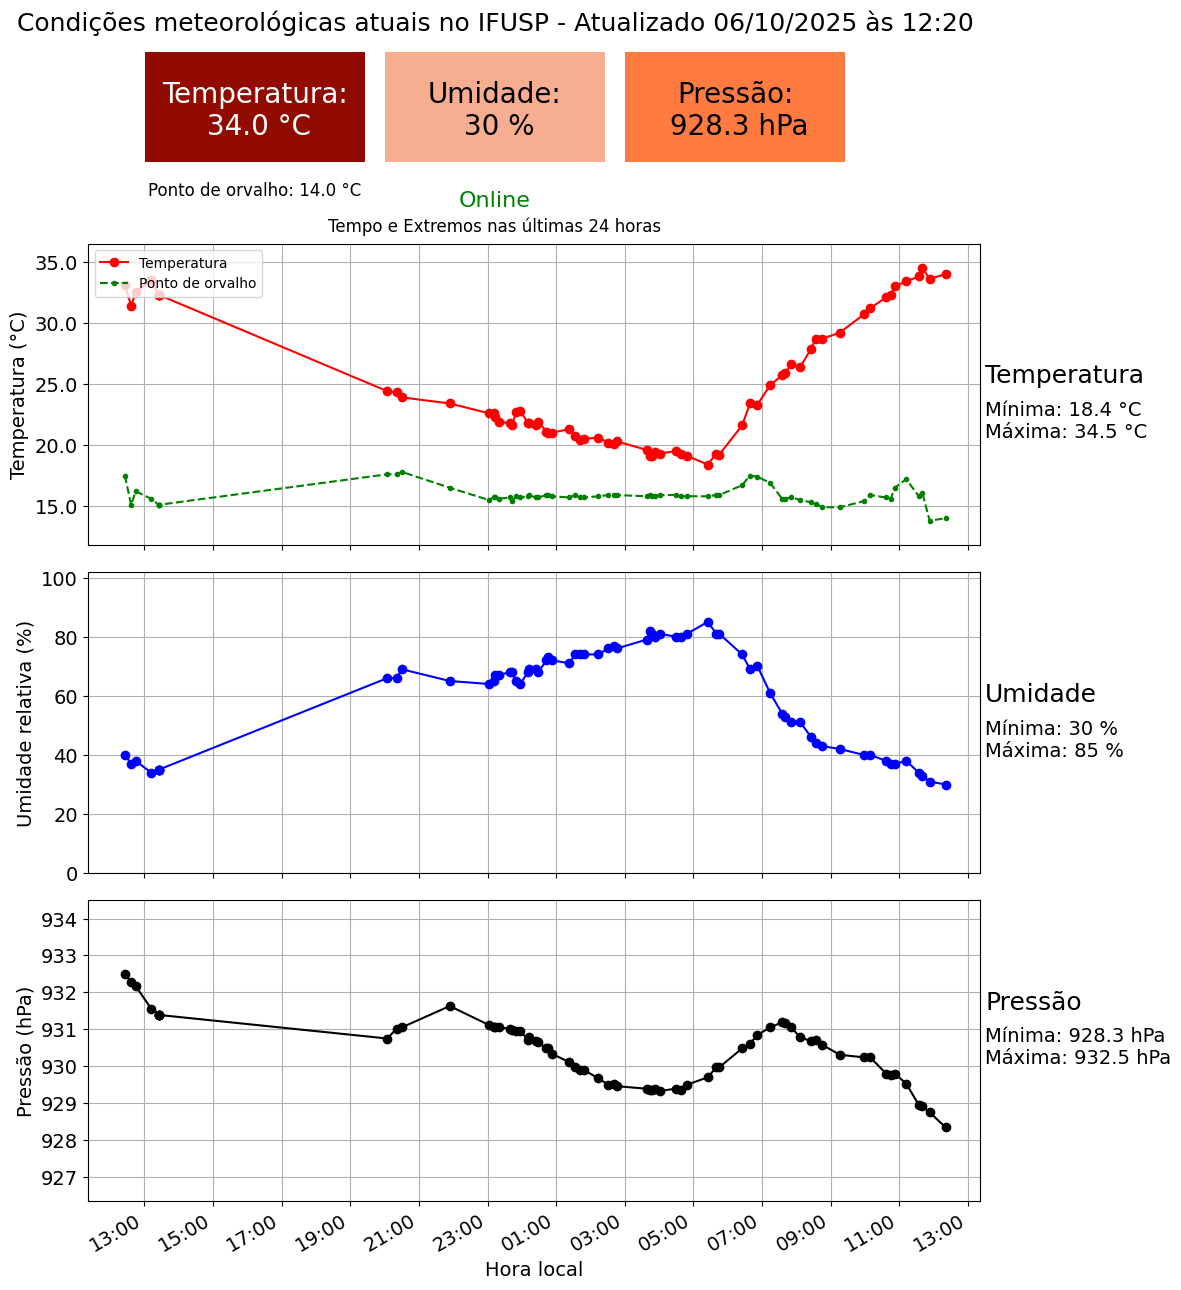 Condições meteorológicas atuais no IFUSP - Atualizado 06/10/2025 às 12:20
Temperatura:
34.0 °C
Umidade:
30 %
Pressão:
928.3 hPa
Ponto de orvalho: 14.0 °C
Online
Tempo e Extremos nas últimas 24 horas
Temperatura
Ponto de orvalho
Temperatura (°C)
35.0
30.0
25.0
20.0
15.0
Temperatura
Mínima: 18.4 °C
Máxima: 34.5 °C
Umidade relativa (%)
100
80
60
40
20
0
Umidade
Mínima: 30 %
Máxima: 85 %
Pressão (hPa)
934
933
932
931
930
929
928
927
Pressão
Mínima: 928.3 hPa
Máxima: 932.5 hPa
13:00 15:00 17:00 19:00 21:00 23:00 01:00 03:00 05:00 07:00 09:00 11:00 13:00
Hora local